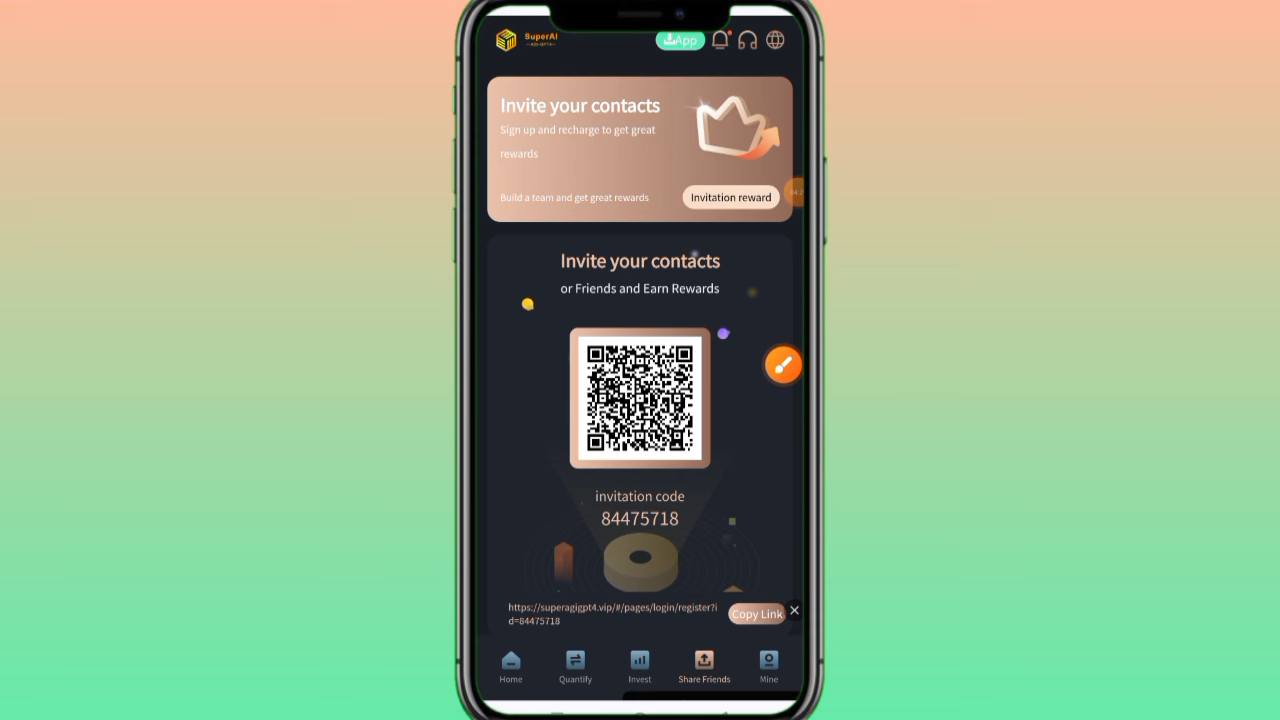 SuperAI
App
Invite your contacts
Sign up and recharge to get great
rewards
Build a team and get great rewards
Invitation reward
Invite your contacts
or Friends and Earn Rewards
invitation code
84475718
https://superagigpt4.vip/#/pages/login/register?i
d=84475718
Copy Link
Home
Quantify
Invest
Share Friends
Mine